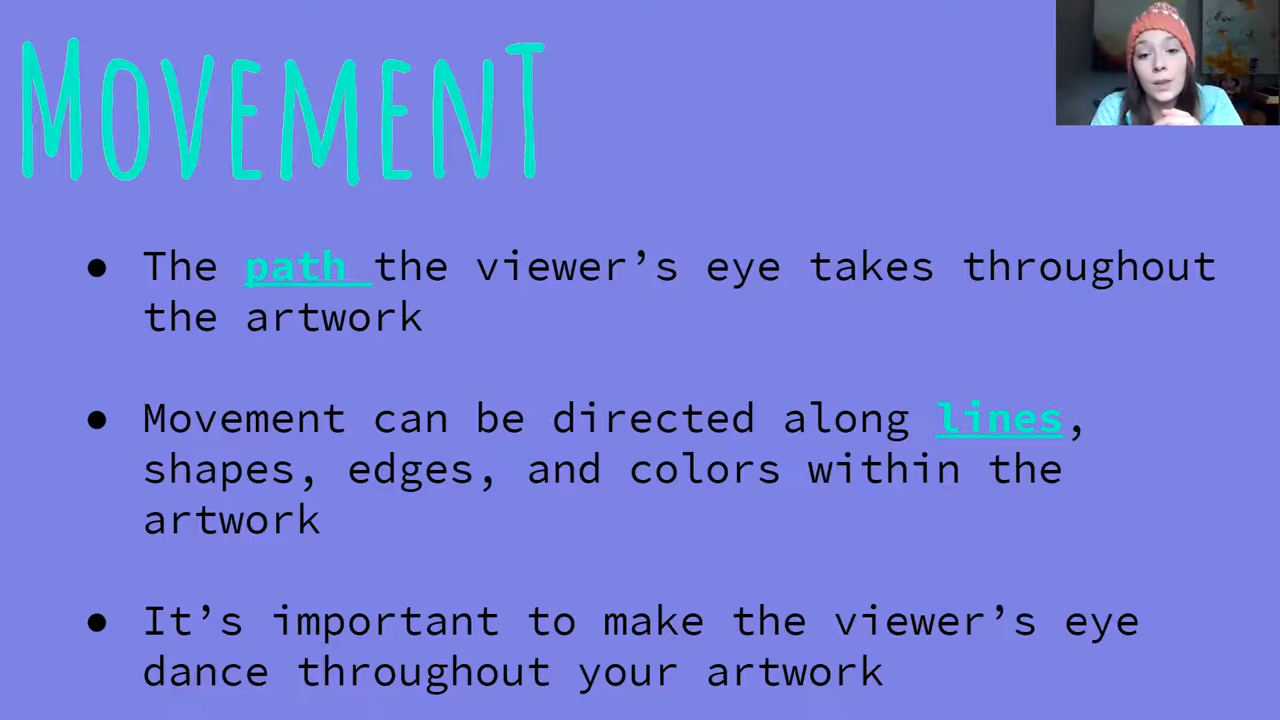 MOVEMENT
● The path the viewer’s eye takes throughout
the artwork
● Movement can be directed along lines,
shapes, edges, and colors within the
artwork
● It’s important to make the viewer’s eye
dance throughout your artwork